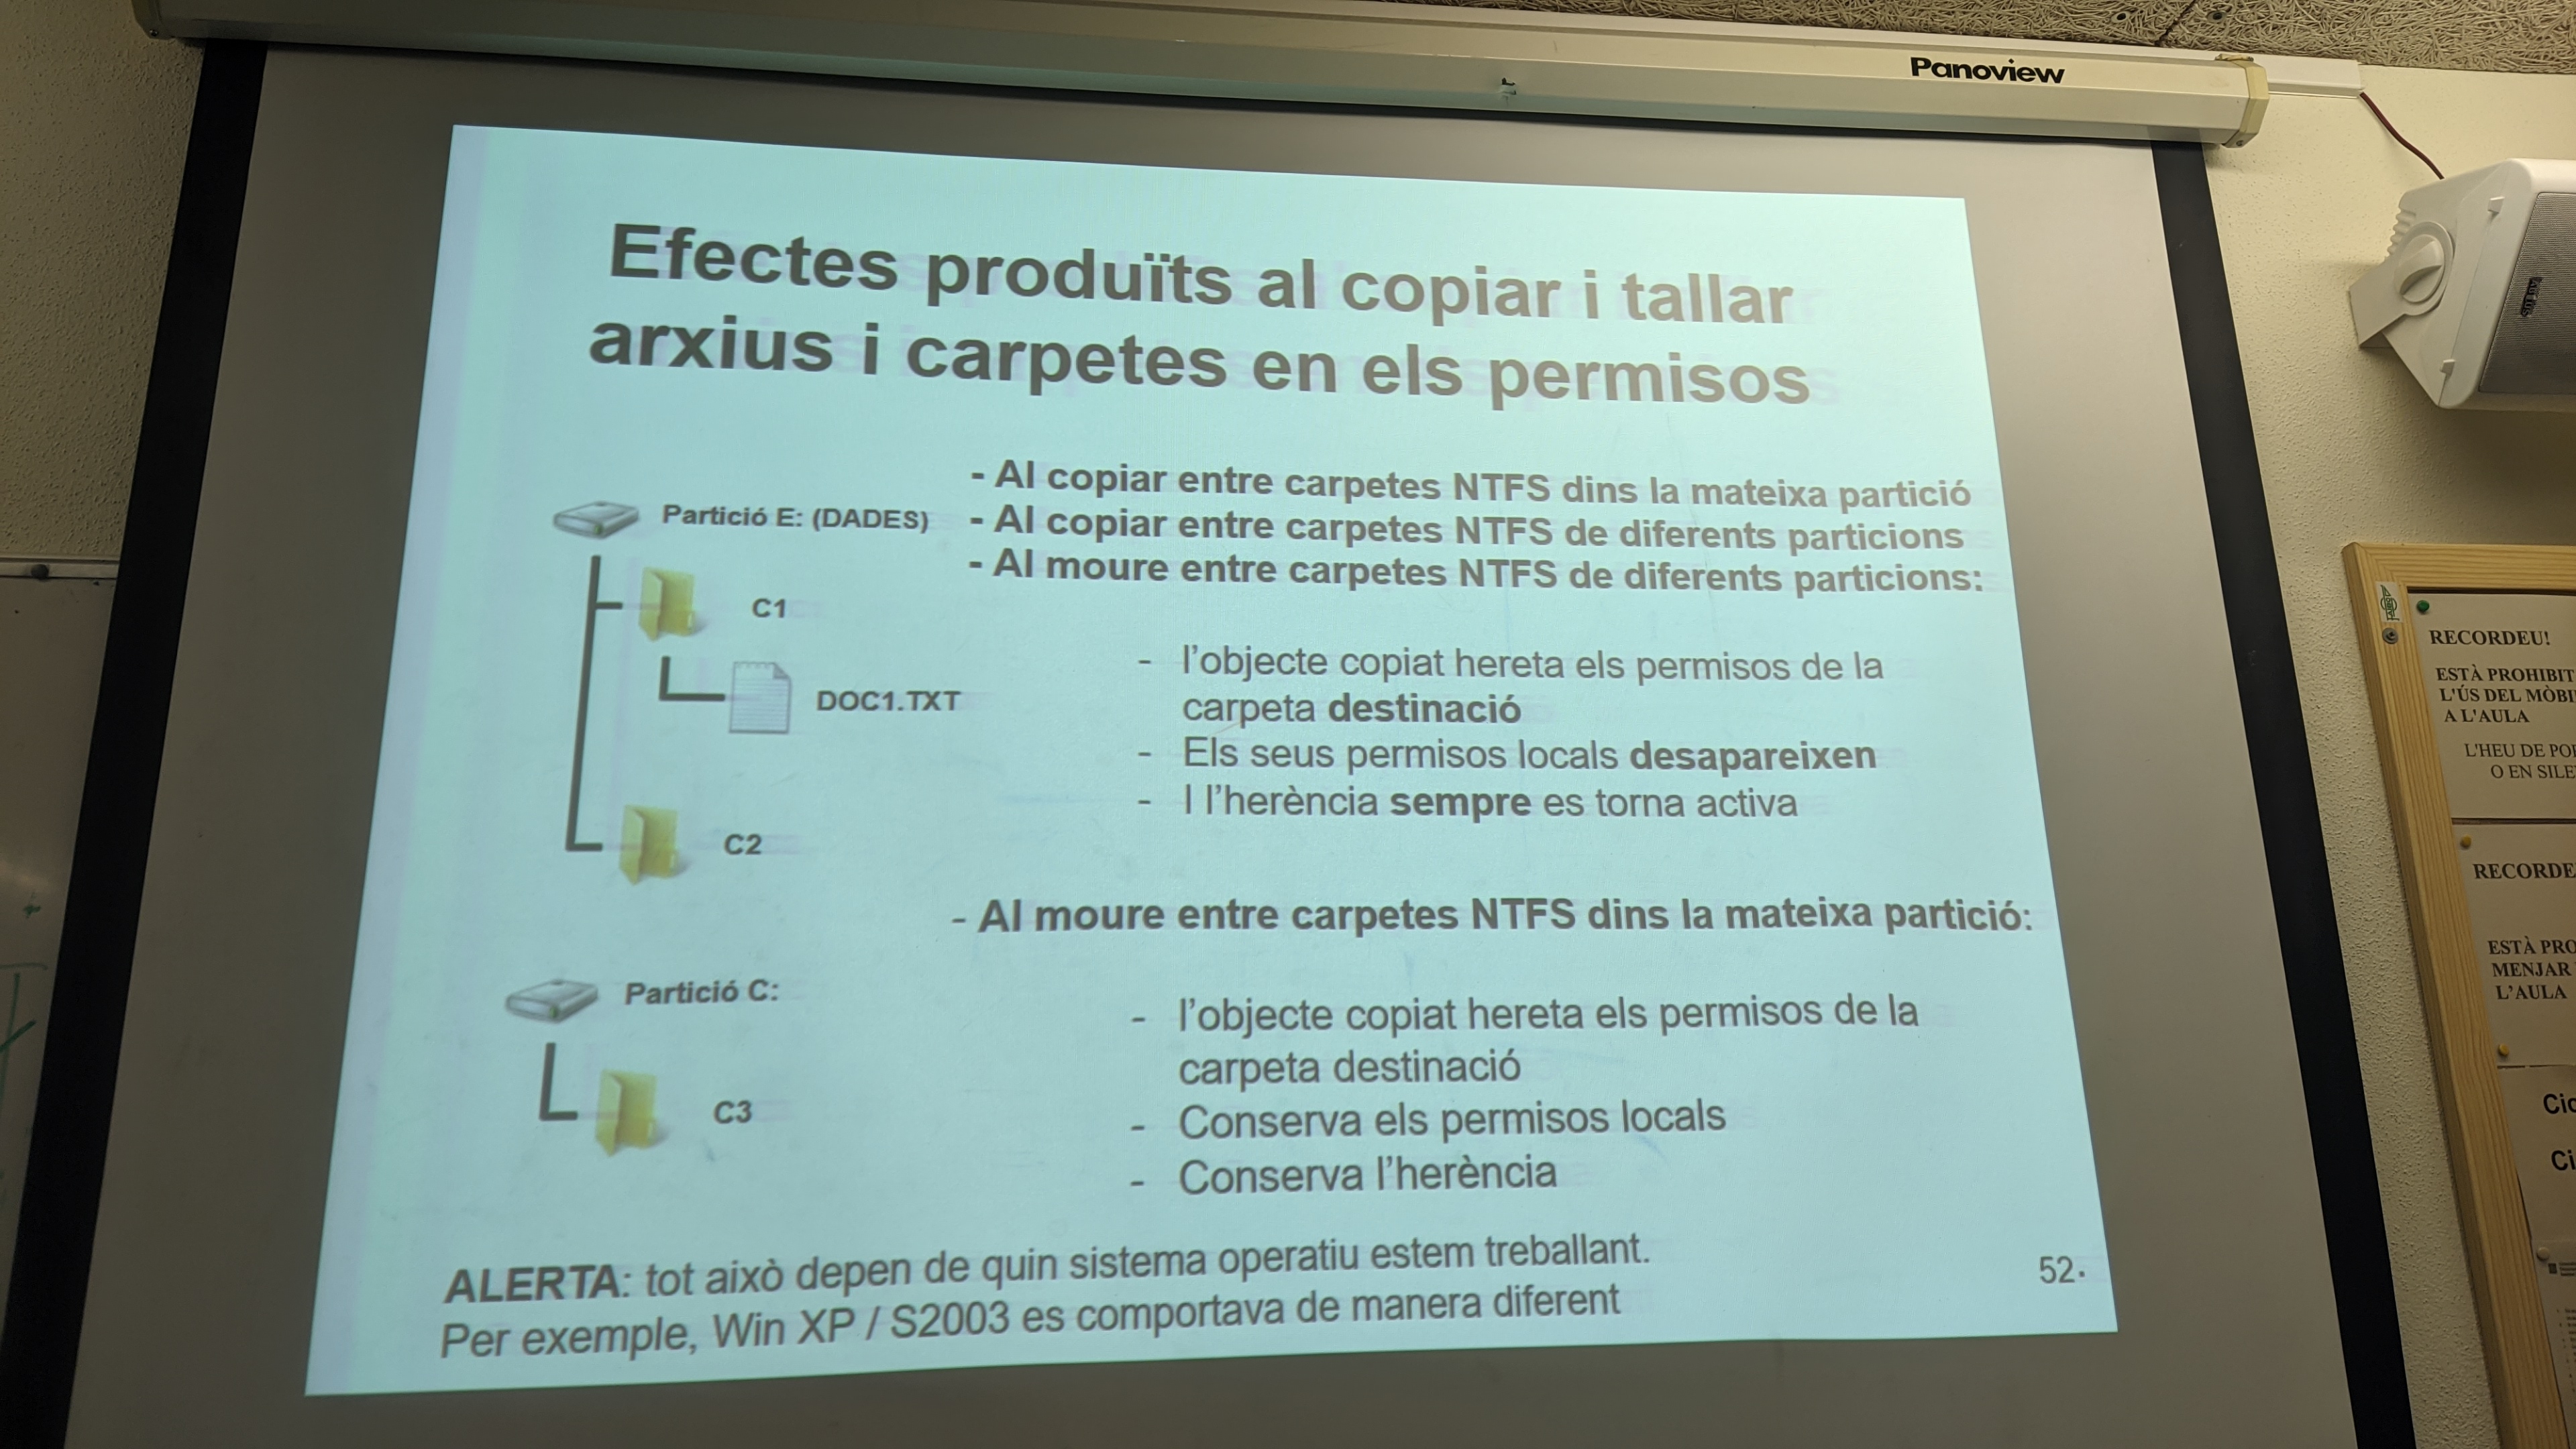 Panoview
Efectes produïts al copiar i tallar
arxius i carpetes en els permisos
Partició E: (DADES)
C1
DOC1.TXT
C2
Partició C:
C3
- Al copiar entre carpetes NTFS dins la mateixa partició
- Al copiar entre carpetes NTFS de diferents particions
- Al moure entre carpetes NTFS de diferents particions:
- l'objecte copiat hereta els permisos de la
carpeta destinació
- Els seus permisos locals desapareixen
- I l'herència sempre es torna activa
- Al moure entre carpetes NTFS dins la mateixa partició:
- l'objecte copiat hereta els permisos de la
carpeta destinació
- Conserva els permisos locals
- Conserva l'herència
ALERTA: tot això depen de quin sistema operatiu estem treballant.
Per exemple, Win XP / S2003 es comportava de manera diferent
52.
RECORDEU!
ESTÀ PROHIBIT
L'ÚS DEL MÒBI
A L'AULA
L'HEU DE
O EN SILE
RECORDE
ESTÀ PRO
MENJAR
L'AULA